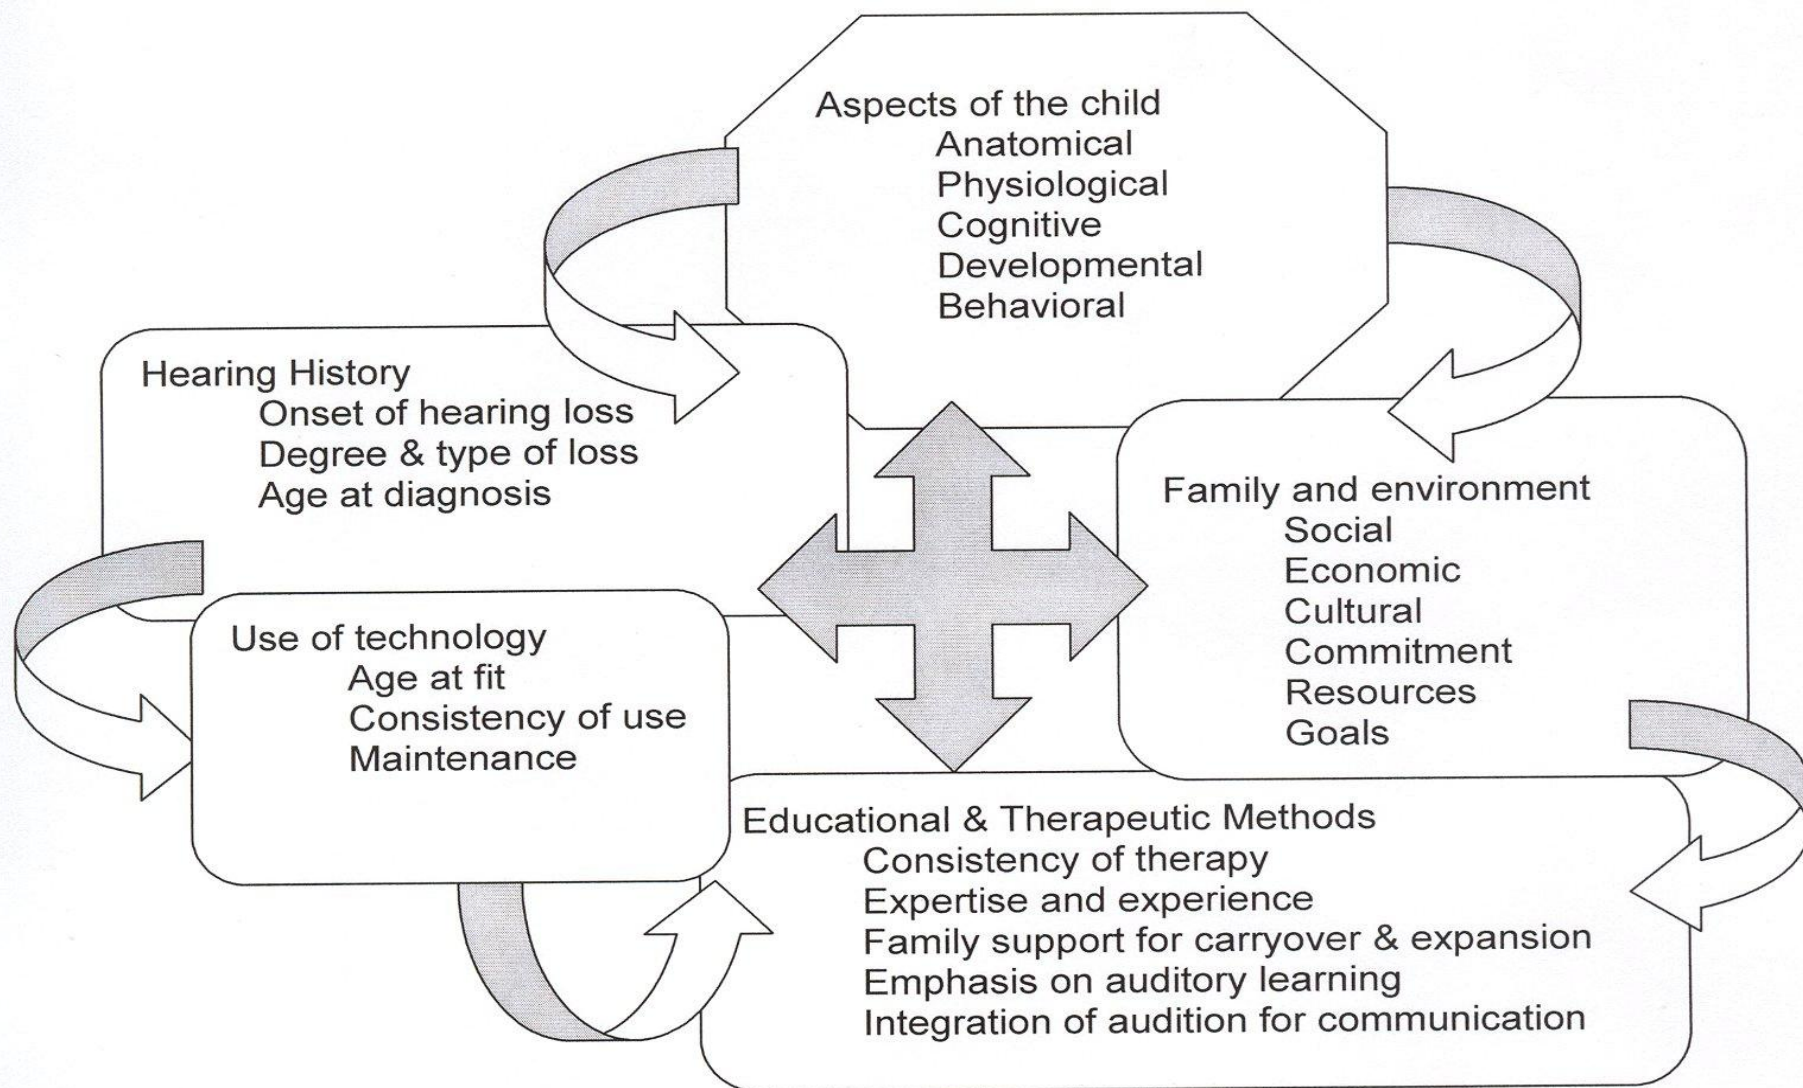 Aspects of the child
Anatomical
Physiological
Cognitive
Developmental
Behavioral
Hearing History
Onset of hearing loss
Degree & type of loss
Age at diagnosis
Family and environment
Social
Economic
Cultural
Commitment
Resources
Goals
Use of technology
Age at fit
Consistency of use
Maintenance
Educational & Therapeutic Methods
Consistency of therapy
Expertise and experience
Family support for carryover & expansion
Emphasis on auditory learning
Integration of audition for communication